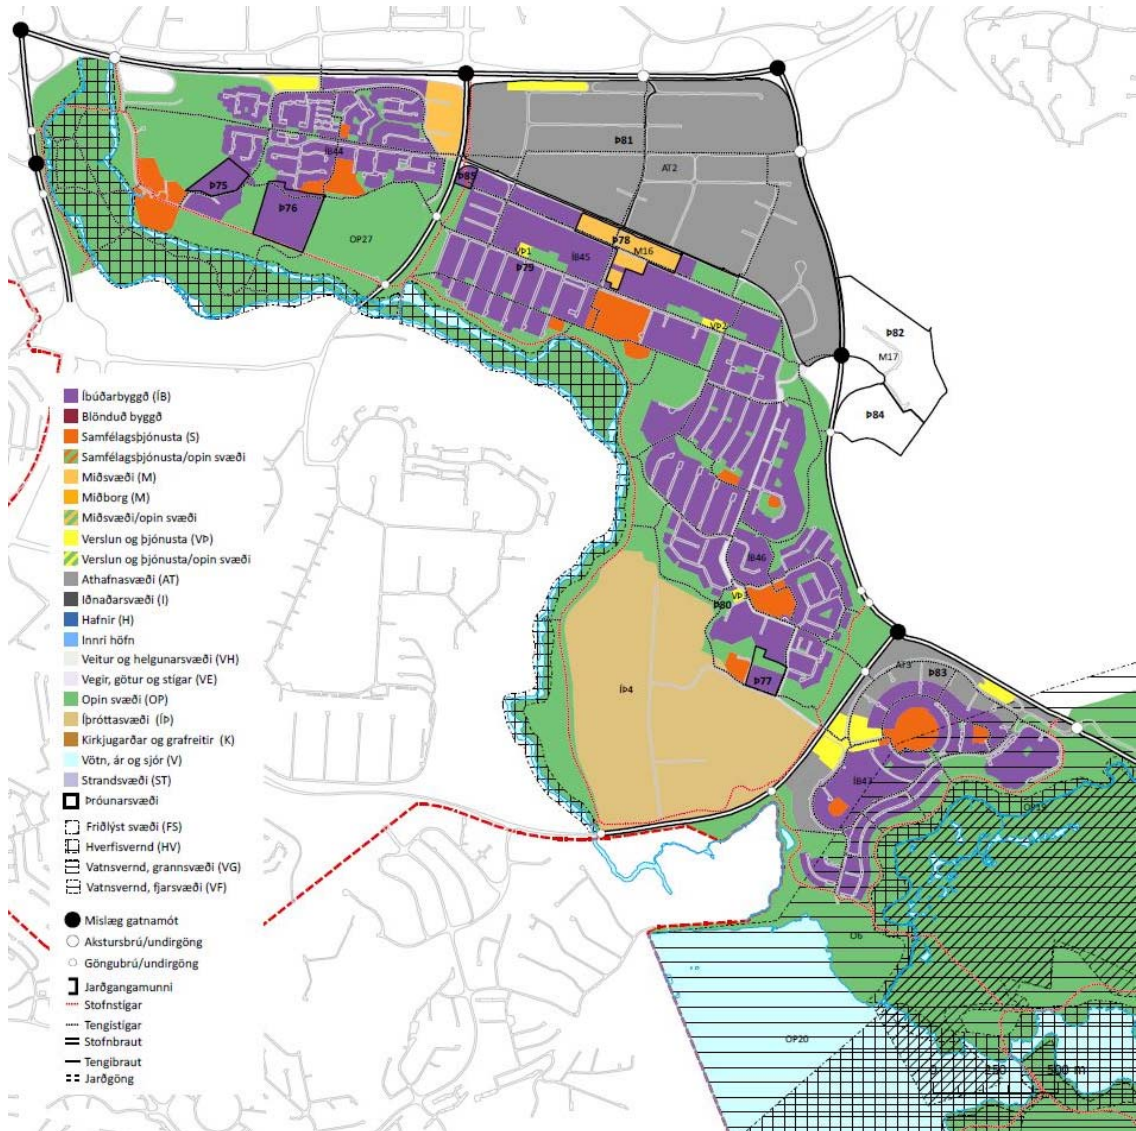 Þ81
AT2
ÍB44
Þ85
Þ75
Þ76
OP27
Þ78
M16
VÞ1
ÍB45
Þ79
VÞ2
Þ82
M17
Þ84
Íbúðarbyggð (ÍB)
Blönduð byggð
Samfélagsþjónusta (S)
Samfélagsþjónusta/opin svæði
Miðsvæði (M)
Miðborg (M)
Miðsvæði/opin svæði
Verslun og þjónusta (VÞ)
Verslun og þjónusta/opin svæði
Athafnasvæði (AT)
Iðnaðarsvæði (I)
Hafnir (H)
Innri höfn
Veitur og helgunarsvæði (VH)
Vegir, götur og stígar (VE)
Opin svæði (OP)
Íþróttasvæði (ÍÞ)
Kirkjugarðar og grafreitir (K)
Vötn, ár og sjór (V)
Strandsvæði (ST)
Þróunarsvæði
Friðlýst svæði (FS)
Hverfisvernd (HV)
Vatnsvernd, grannsvæði (VG)
Vatnsvernd, fjarsvæði (VF)
Mislæg gatnamót
Akstursbrú/undirgöng
Göngubrú/undirgöng
Jarðgangamunni
Stofnstígar
Tengistígar
Stofnbraut
Tengibraut
Jarðgöng
ÍB46
VÞ3
Þ80
AT3
Þ83
Þ77
ÍÞ4
ÍB47
OP20
0 250 500 m